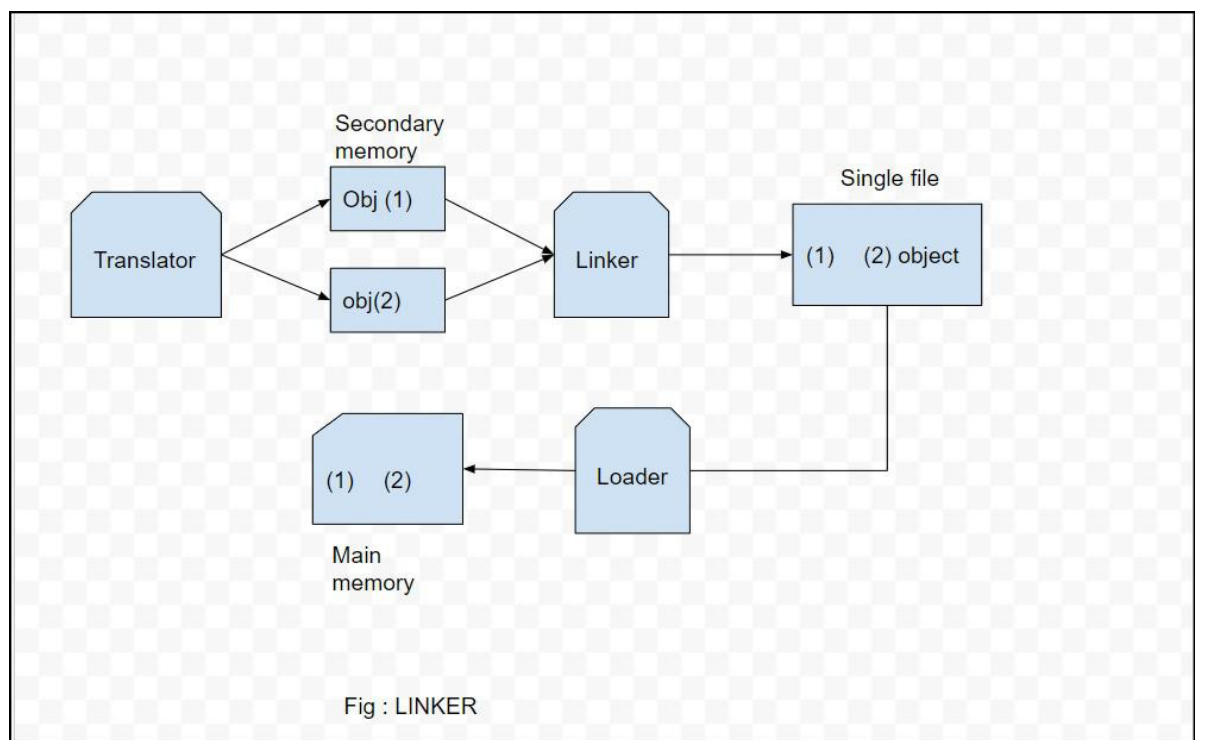 Secondary
memory
Obj (1)
Single file
Translator
Linker
(1) (2) object
obj(2)
(1) (2)
Loader
Main
memory
Fig : LINKER